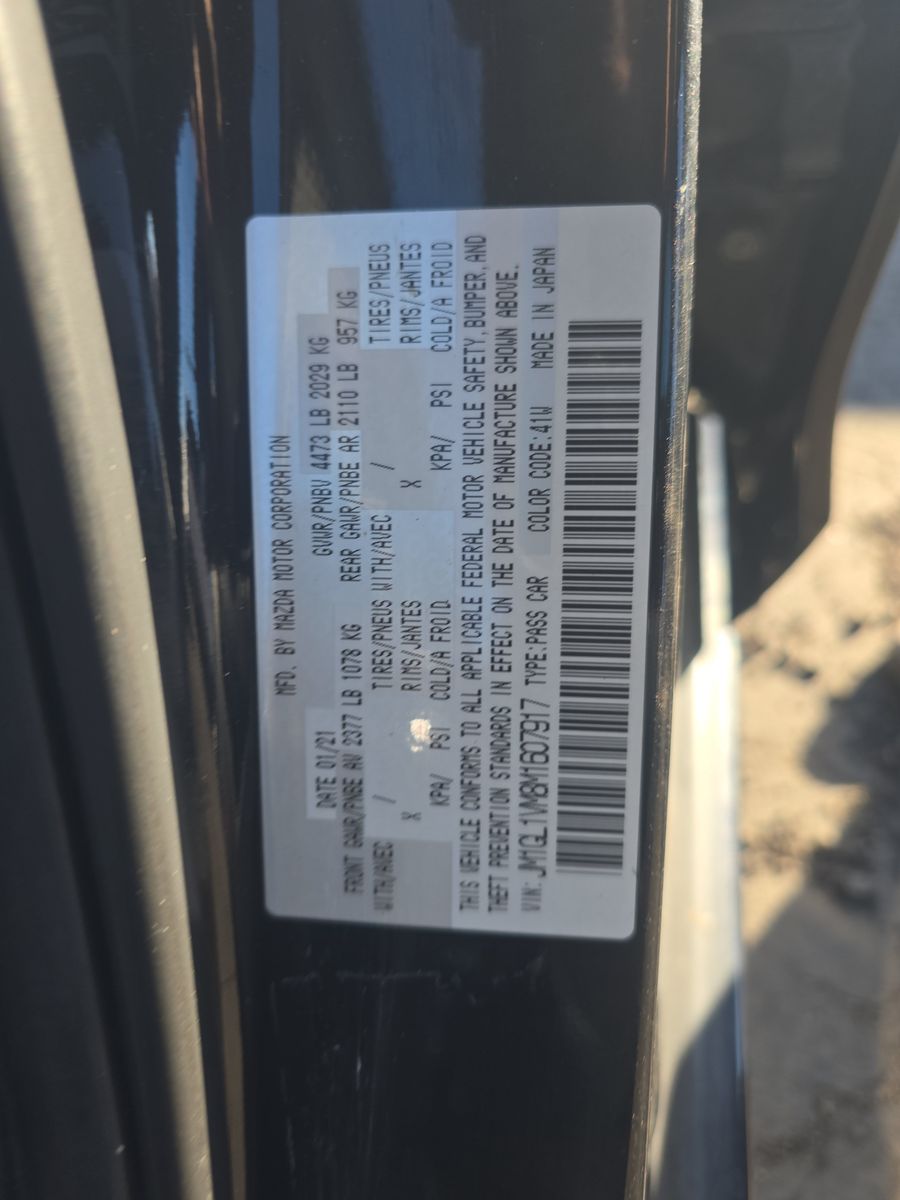 MFD. BY MAZDA MOTOR CORPORATION
DATE 01/21 GVWR/PNBV 4473 LB 2029 KG
FRONT GAWR/PNBE AV 2377 LB 1078 KG REAR GAWR/PNBE AR 2110 LB 957 KG
WITH/AVEC / TIRES/PNEUS WITH/AVEC / TIRES/PNEUS
X RIMS/JANTES X RIMS/JANTES
KPA/ PSI COLD/A FROID KPA/ PSI COLD/A FROID
THIS VEHICLE CONFORMS TO ALL APPLICABLE FEDERAL MOTOR VEHICLE SAFETY, BUMPER, AND
THEFT PREVENTION STANDARDS IN EFFECT ON THE DATE OF MANUFACTURE SHOWN ABOVE.
VIN: JM1GL1VM8M1607917 TYPE:PASS CAR COLOR CODE:41W MADE IN JAPAN